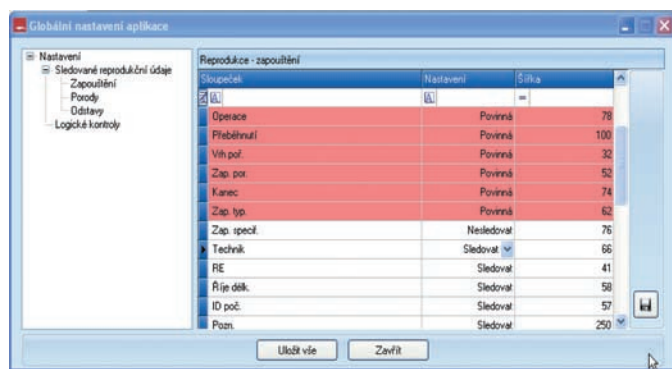 Globální nastavení aplikace
Nastavení
Sledované reprodukční údaje
Zapouštění
Porody
Odstavy
Logické kontroly
Reprodukce - zapouštění
Sloupeček Nastavení Šířka
A A =
Operace Povinná 78
Přeběhnutí Povinná 100
Vrh poř. Povinná 32
Zap. poř. Povinná 52
Kanec Povinná 74
Zap. typ. Povinná 62
Zap. specif. Nesledovat 76
Technik Sledovat 66
RE Sledovat 41
Říje délk. Sledovat 58
ID poč. Sledovat 57
Pozn. Sledovat 250
Uložit vše Zavřít